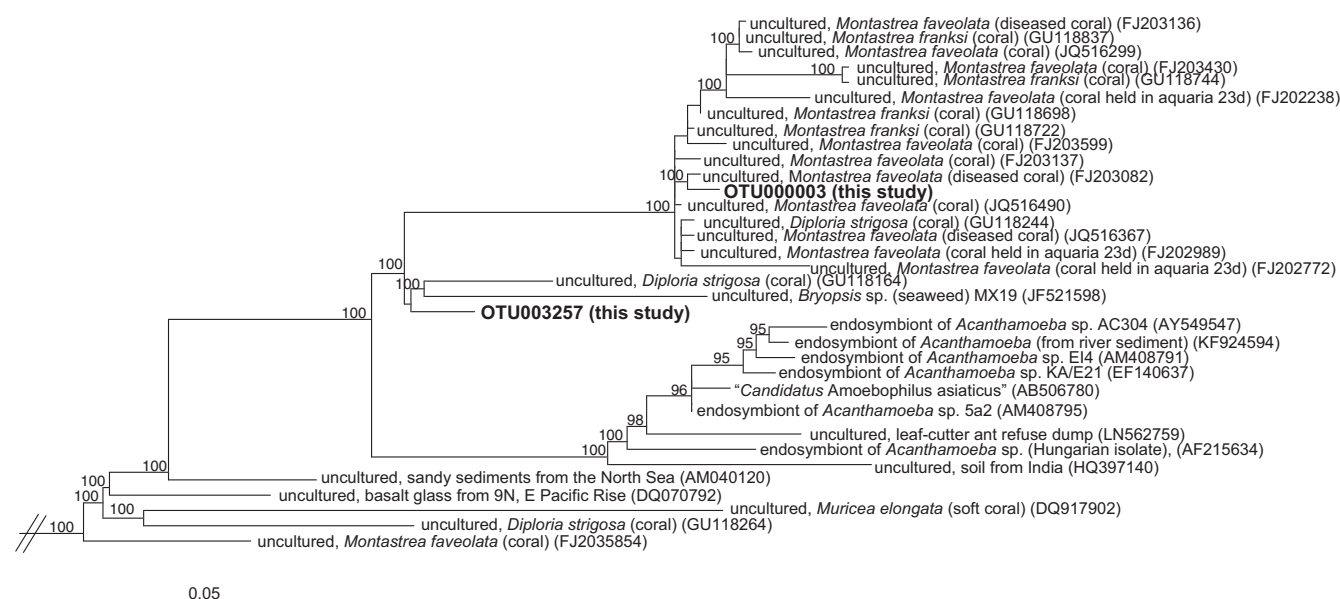 uncultured, Montastrea faveolata (diseased coral) (FJ203136)
100
uncultured, Montastrea franksi (coral) (GU118837)
uncultured, Montastrea faveolata (coral) (JQ516299)
100
uncultured, Montastrea faveolata (coral) (FJ203430)
uncultured, Montastrea franksi (coral) (GU118744)
100
uncultured, Montastrea faveolata (coral held in aquaria 23d) (FJ202238)
uncultured, Montastrea franksi (coral) (GU118698)
uncultured, Montastrea franksi (coral) (GU118722)
uncultured, Montastrea faveolata (coral) (FJ203599)
uncultured, Montastrea faveolata (coral) (FJ203137)
100
uncultured, Montastrea faveolata (diseased coral) (FJ203082)
OTU000003 (this study)
100
uncultured, Montastrea faveolata (coral) (JQ516490)
uncultured, Diploria strigosa (coral) (GU118244)
uncultured, Montastrea faveolata (diseased coral) (JQ516367)
uncultured, Montastrea faveolata (coral held in aquaria 23d) (FJ202989)
uncultured, Montastrea faveolata (coral held in aquaria 23d) (FJ202772)
100
100
uncultured, Diploria strigosa (coral) (GU118164)
uncultured, Bryopsis sp. (seaweed) MX19 (JF521598)
100
OTU003257 (this study)
95
endosymbiont of Acanthamoeba sp. AC304 (AY549547)
95
endosymbiont of Acanthamoeba (from river sediment) (KF924594)
95
endosymbiont of Acanthamoeba sp. EI4 (AM408791)
endosymbiont of Acanthamoeba sp. KA/E21 (EF140637)
96
“Candidatus Amoebophilus asiaticus” (AB506780)
endosymbiont of Acanthamoeba sp. 5a2 (AM408795)
98
uncultured, leaf-cutter ant refuse dump (LN562759)
100
endosymbiont of Acanthamoeba sp. (Hungarian isolate), (AF215634)
100
uncultured, soil from India (HQ397140)
100
uncultured, sandy sediments from the North Sea (AM040120)
100
100
uncultured, basalt glass from 9N, E Pacific Rise (DQ070792)
100
uncultured, Muricea elongata (soft coral) (DQ917902)
uncultured, Diploria strigosa (coral) (GU118264)
100
uncultured, Montastrea faveolata (coral) (FJ2035854)
0.05